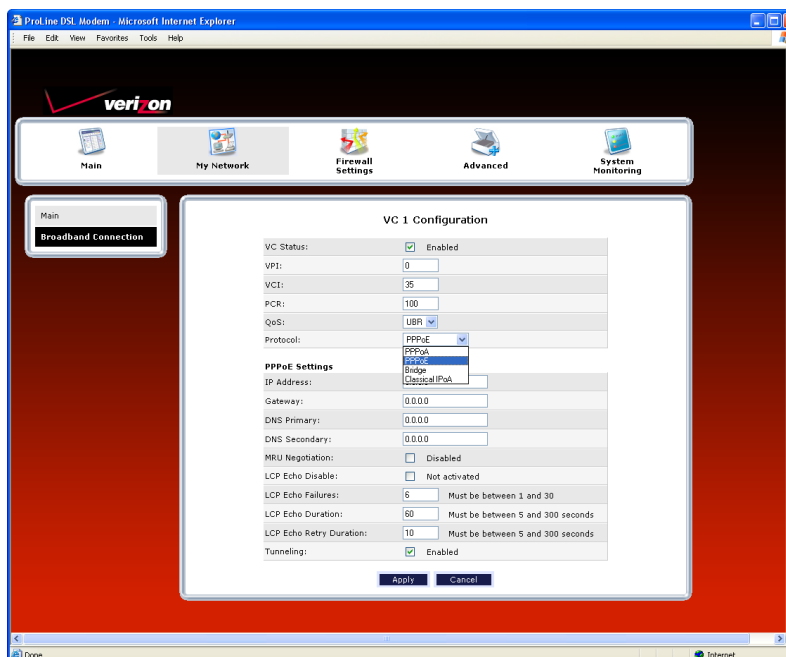 ProLine DSL Modem - Microsoft Internet Explorer
File Edit View Favorites Tools Help
verizon
Main
My Network
Firewall Settings
Advanced
System Monitoring
Main
Broadband Connection
VC 1 Configuration
VC Status: Enabled
VPI: 0
VCI: 35
PCR: 100
QoS: UBR
Protocol: PPPoE
PPPoA
PPPoE
Bridge
Classical IPoA
PPPoE Settings
IP Address:
Gateway: 0.0.0.0
DNS Primary: 0.0.0.0
DNS Secondary: 0.0.0.0
MRU Negotiation: Disabled
LCP Echo Disable: Not activated
LCP Echo Failures: 6 Must be between 1 and 30
LCP Echo Duration: 60 Must be between 5 and 300 seconds
LCP Echo Retry Duration: 10 Must be between 5 and 300 seconds
Tunneling: Enabled
Apply Cancel
Done Internet